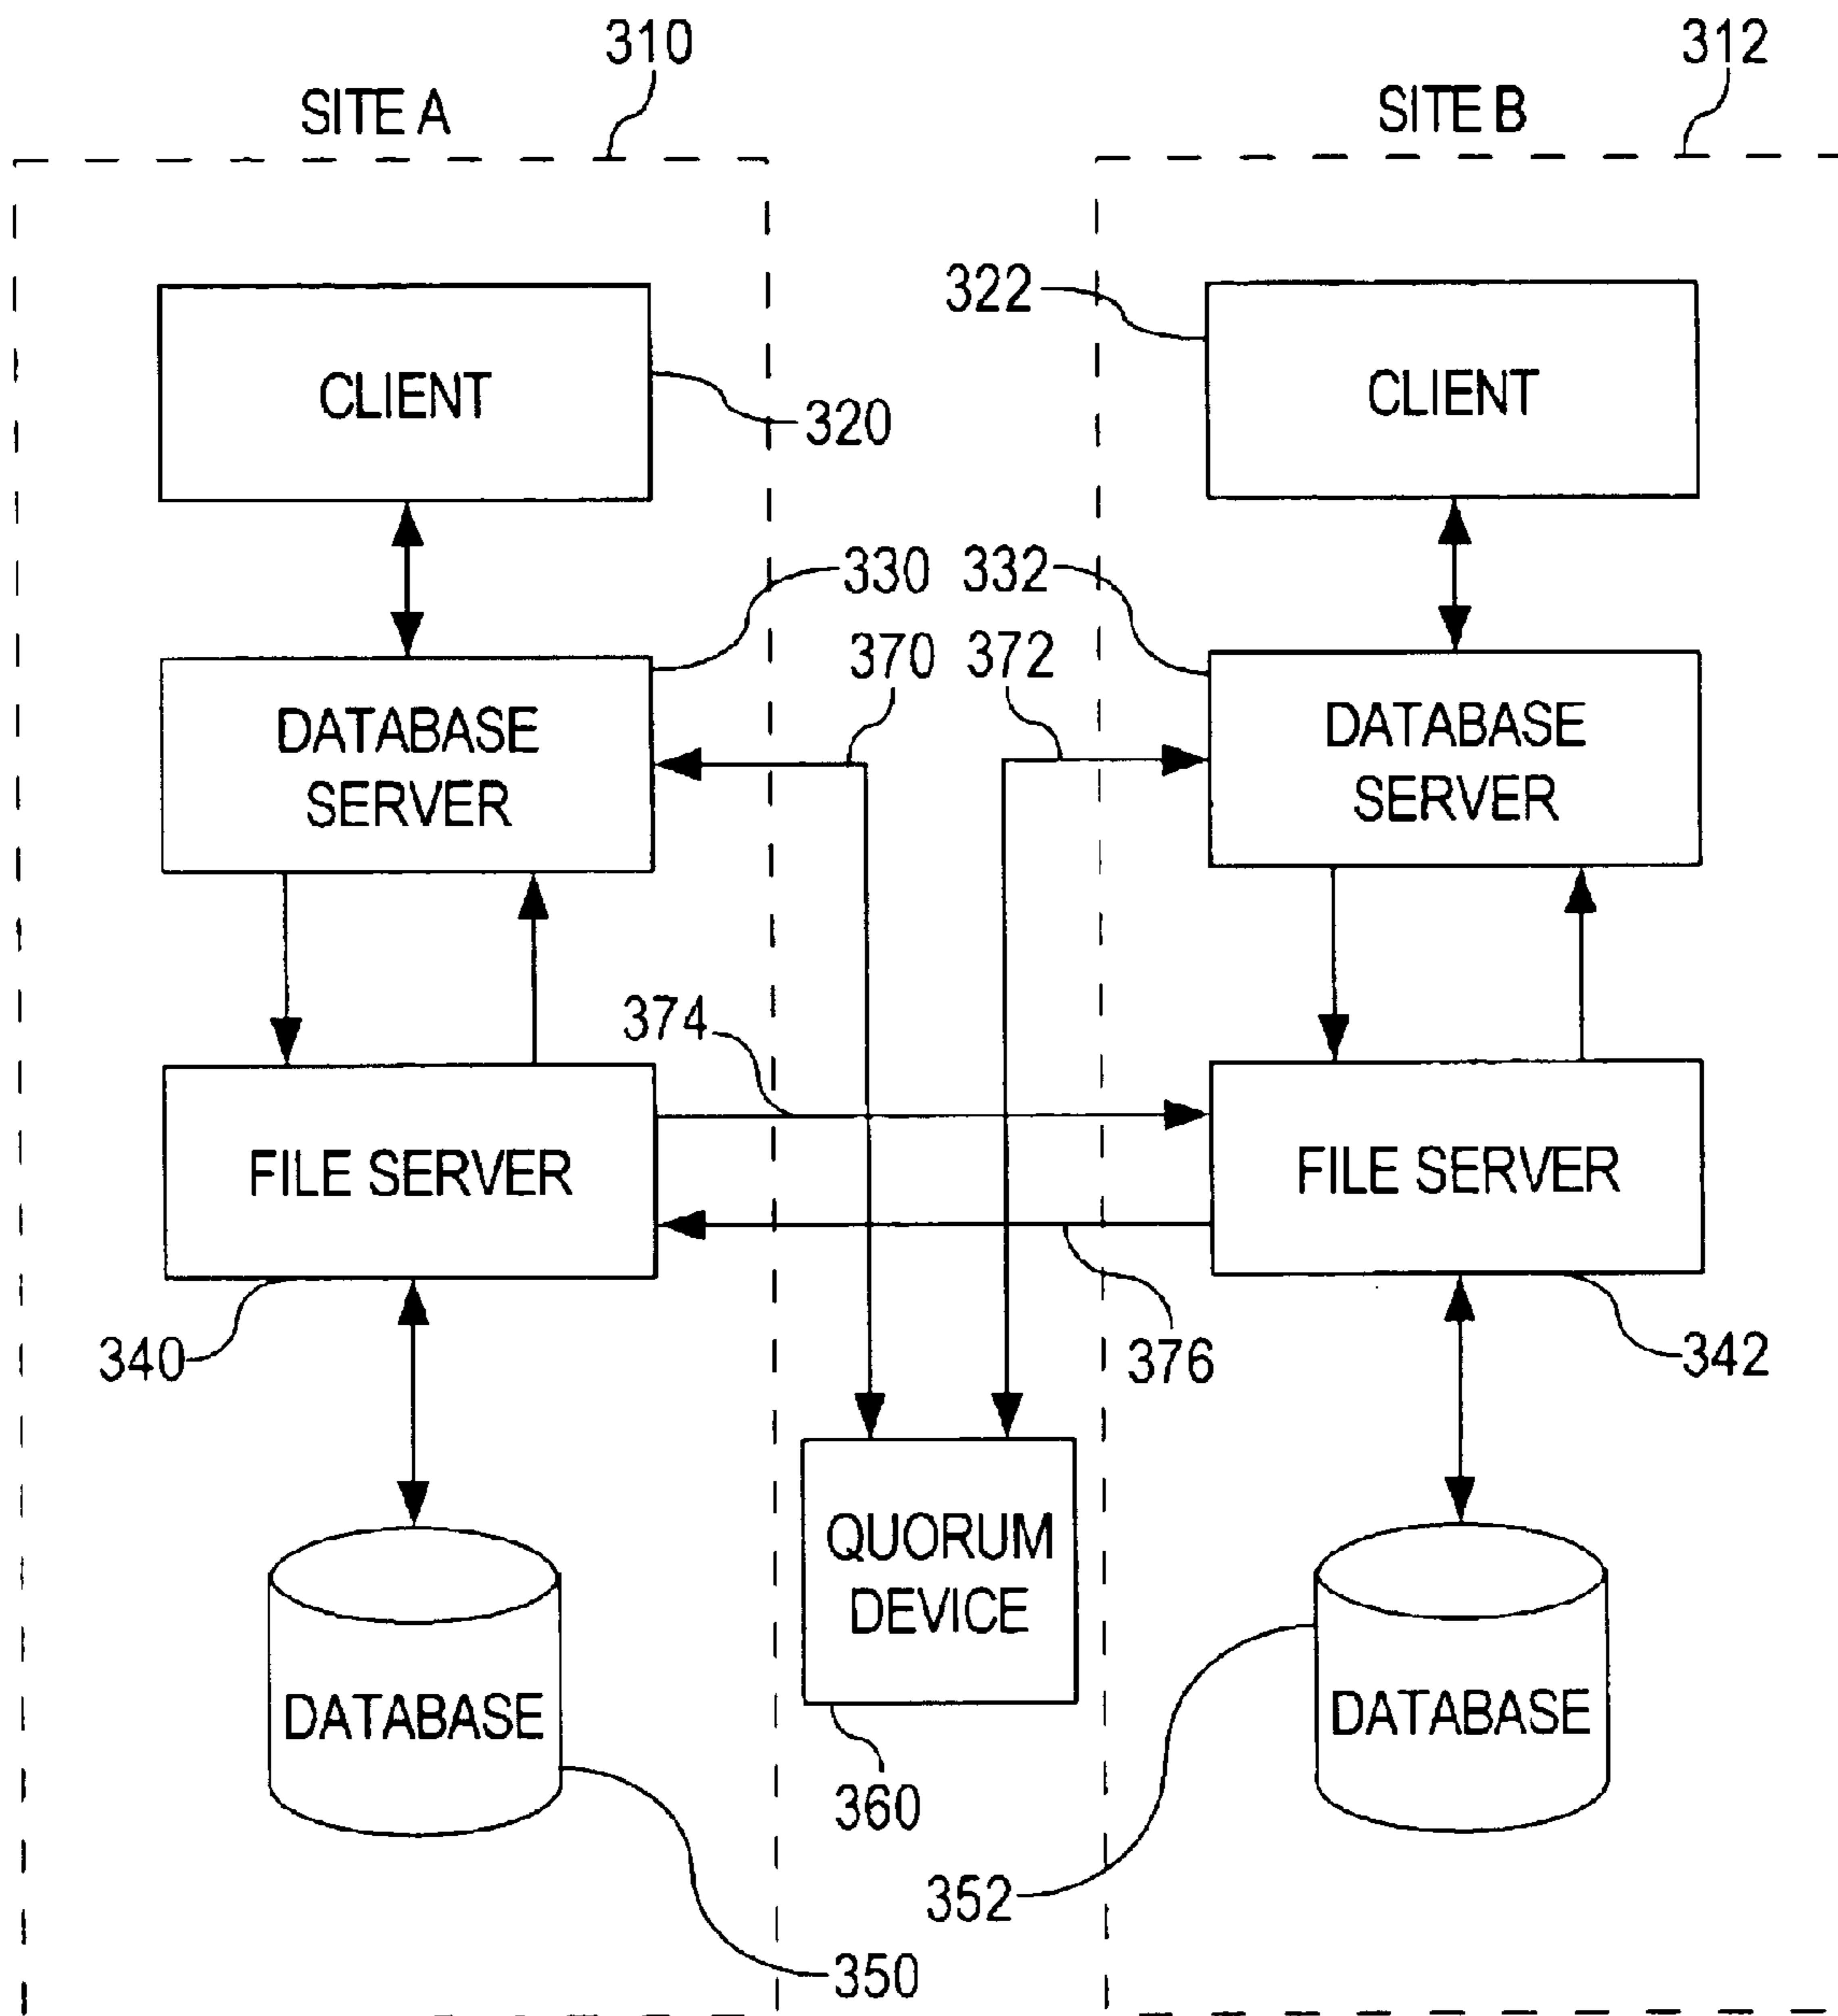 310
312
SITE A
SITE B
CLIENT
320
322
CLIENT
330
332
370
372
DATABASE
SERVER
DATABASE
SERVER
374
FILE SERVER
FILE SERVER
340
376
342
QUORUM
DEVICE
DATABASE
DATABASE
360
352
350